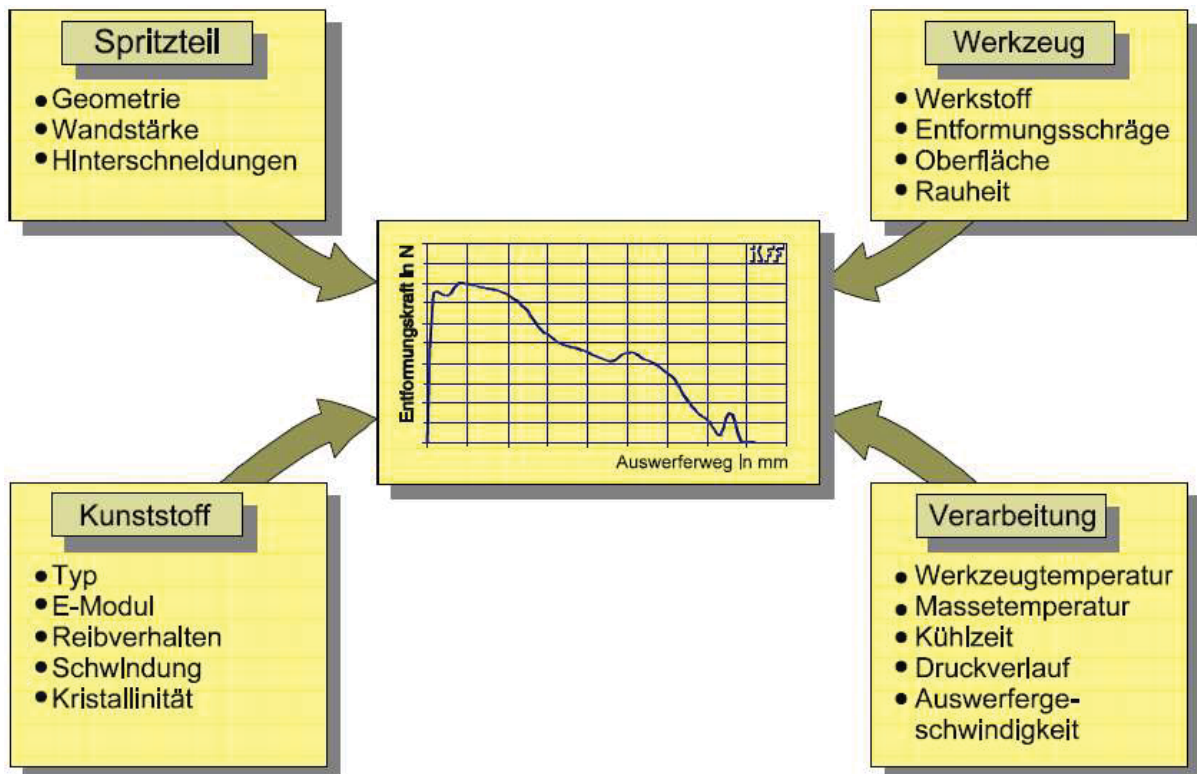 Spritzteil
Geometrie
Wandstärke
Hinterschneidungen
Werkzeug
Werkstoff
Entformungsschräge
Oberfläche
Rauheit
Entformungskraft in N
IKFF
Auswerferweg in mm
Kunststoff
Typ
E-Modul
Reibverhalten
Schwindung
Kristallinität
Verarbeitung
Werkzeugtemperatur
Massetemperatur
Kühlzeit
Druckverlauf
Auswerferge-
schwindigkeit